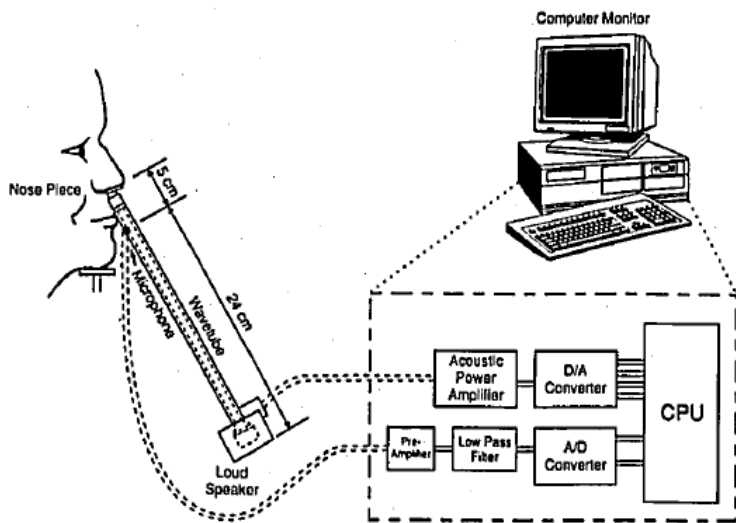 Computer Monitor
Nose Piece
5 cm
24 cm
Microphone
Wavetube
Loud
Speaker
Acoustic
Power
Amplifier
D/A
Converter
CPU
Pre-
Amplifier
Low Pass
Filter
A/D
Converter